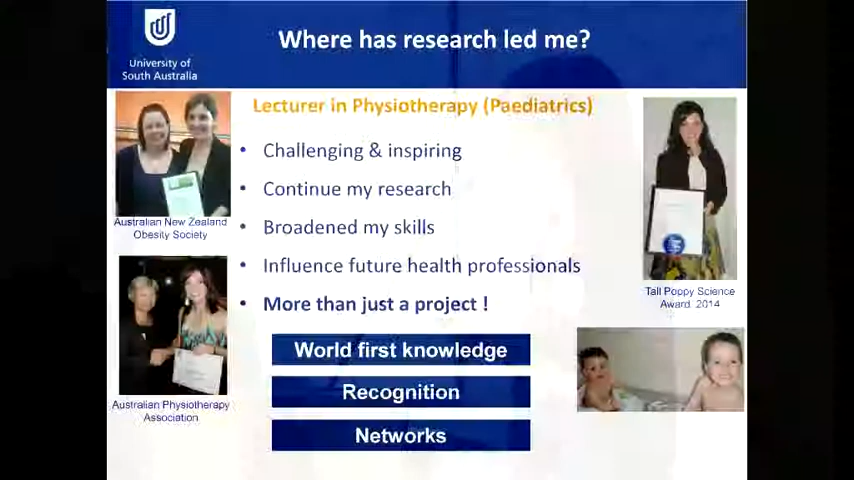 Where has research led me?
University of
South Australia
Lecturer in Physiotherapy (Paediatrics)
• Challenging & inspiring
• Continue my research
• Broadened my skills
• Influence future health professionals
• More than just a project !
World first knowledge
Recognition
Networks
Australian New Zealand
Obesity Society
Australian Physiotherapy
Association
Tall Poppy Science
Award 2014